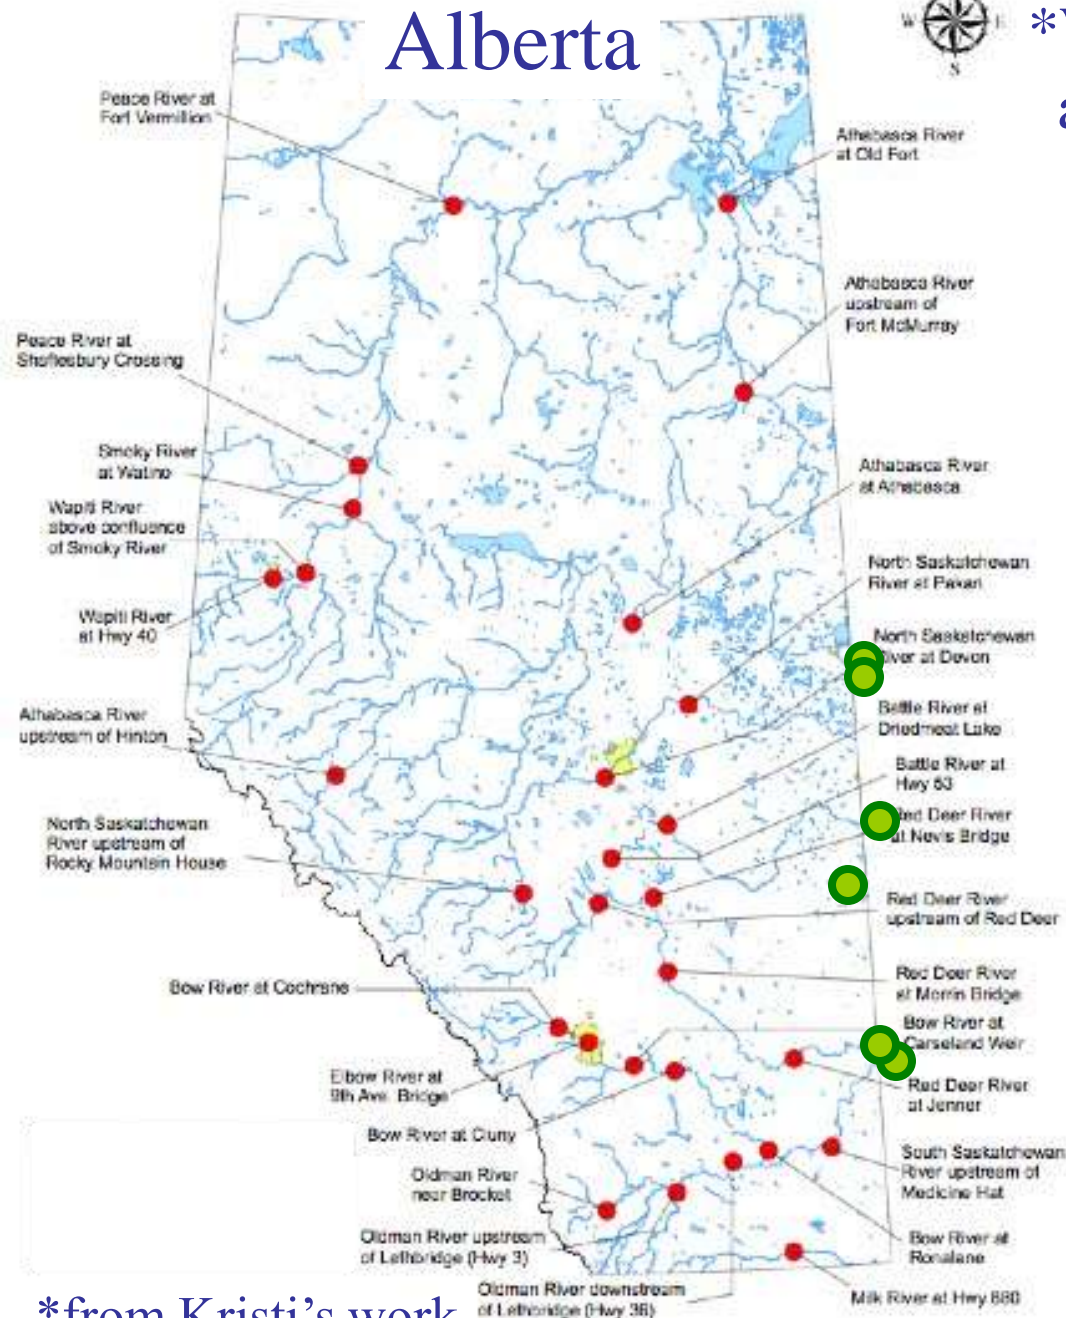 Alberta
W
E
S
*
a
Peace River at
Fort Vermillion
Athabasca River
at Old Fort
Athabasca River
upstream of
Fort McMurray
Peace River at
Shaftesbury Crossing
Smoky River
at Watino
Athabasca River
at Athabasca
Wapiti River
above confluence
of Smoky River
North Saskatchewan
River at Pakan
Wapiti River
at Hwy 40
North Saskatchewan
River at Devon
Athabasca River
upstream of Hinton
Battle River at
Driedmeat Lake
Battle River at
Hwy 53
North Saskatchewan
River upstream of
Rocky Mountain House
Red Deer River
at Nevis Bridge
Red Deer River
upstream of Red Deer
Bow River at Cochrane
Red Deer River
at Morrin Bridge
Bow River at
Carseland Weir
Elbow River at
9th Ave. Bridge
Red Deer River
at Jenner
Bow River at Cluny
South Saskatchewan
River upstream of
Medicine Hat
Oldman River
near Brocket
Oldman River upstream
of Lethbridge (Hwy 3)
Bow River at
Ronalane
Oldman River downstream
of Lethbridge (Hwy 36)
Milk River at Hwy 880
*from Kristi's work